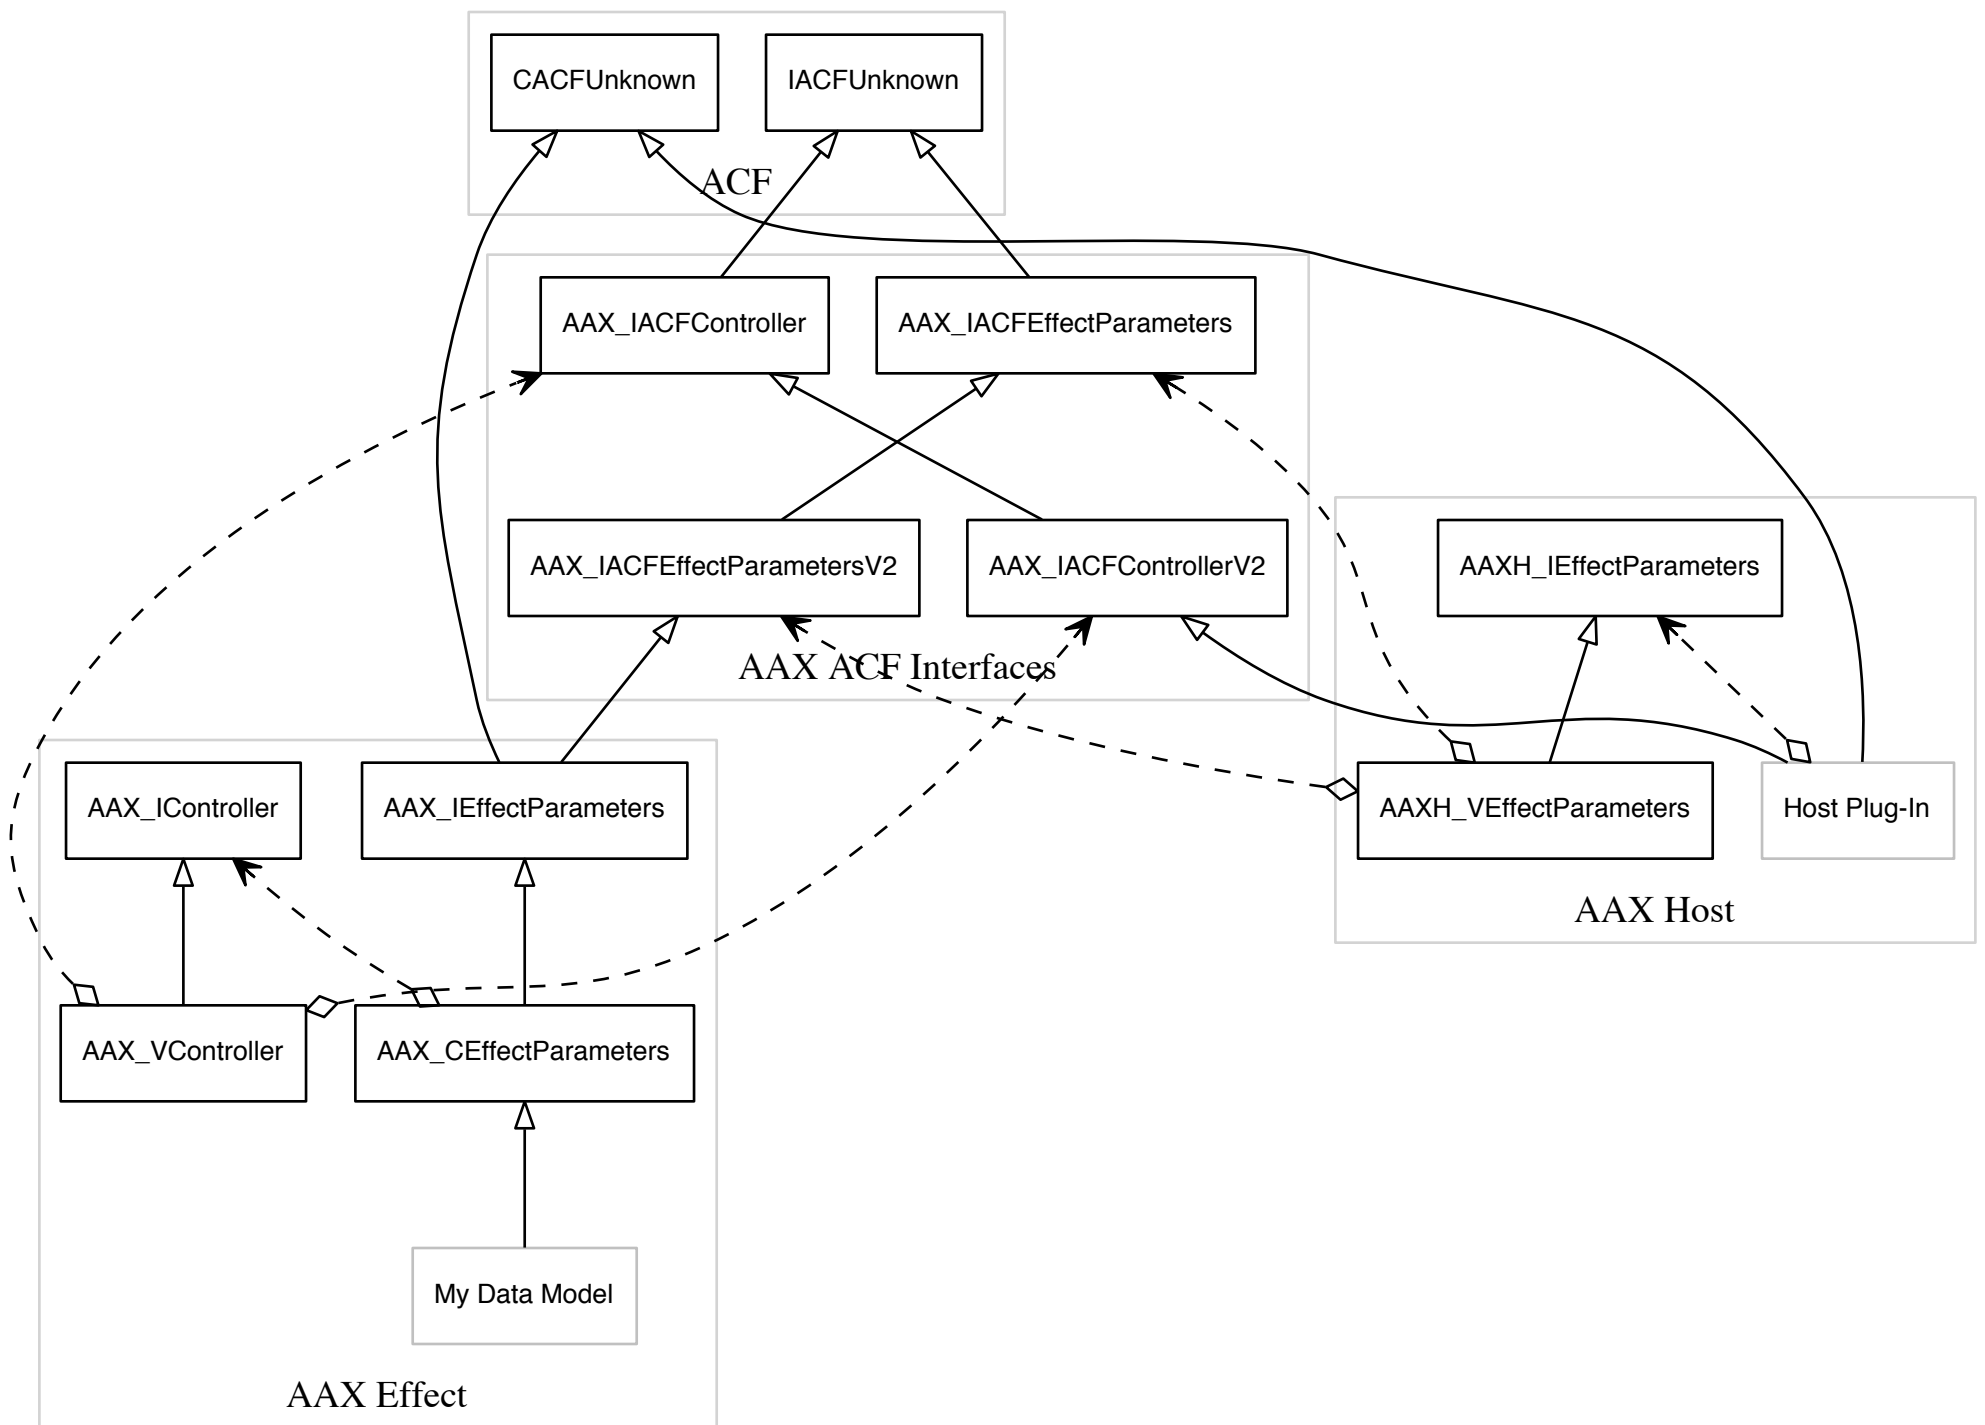 CACFUnknown
IACFUnknown
ACF
AAX_IACFController
AAX_IACFEffectParameters
AAX_IACFEffectParametersV2
AAX_IACFControllerV2
AAXH_IEffectParameters
AAX ACF Interfaces
AAX_IController
AAX_IEffectParameters
AAXH_VEffectParameters
Host Plug-In
AAX Host
AAX_VController
AAX_CEffectParameters
My Data Model
AAX Effect